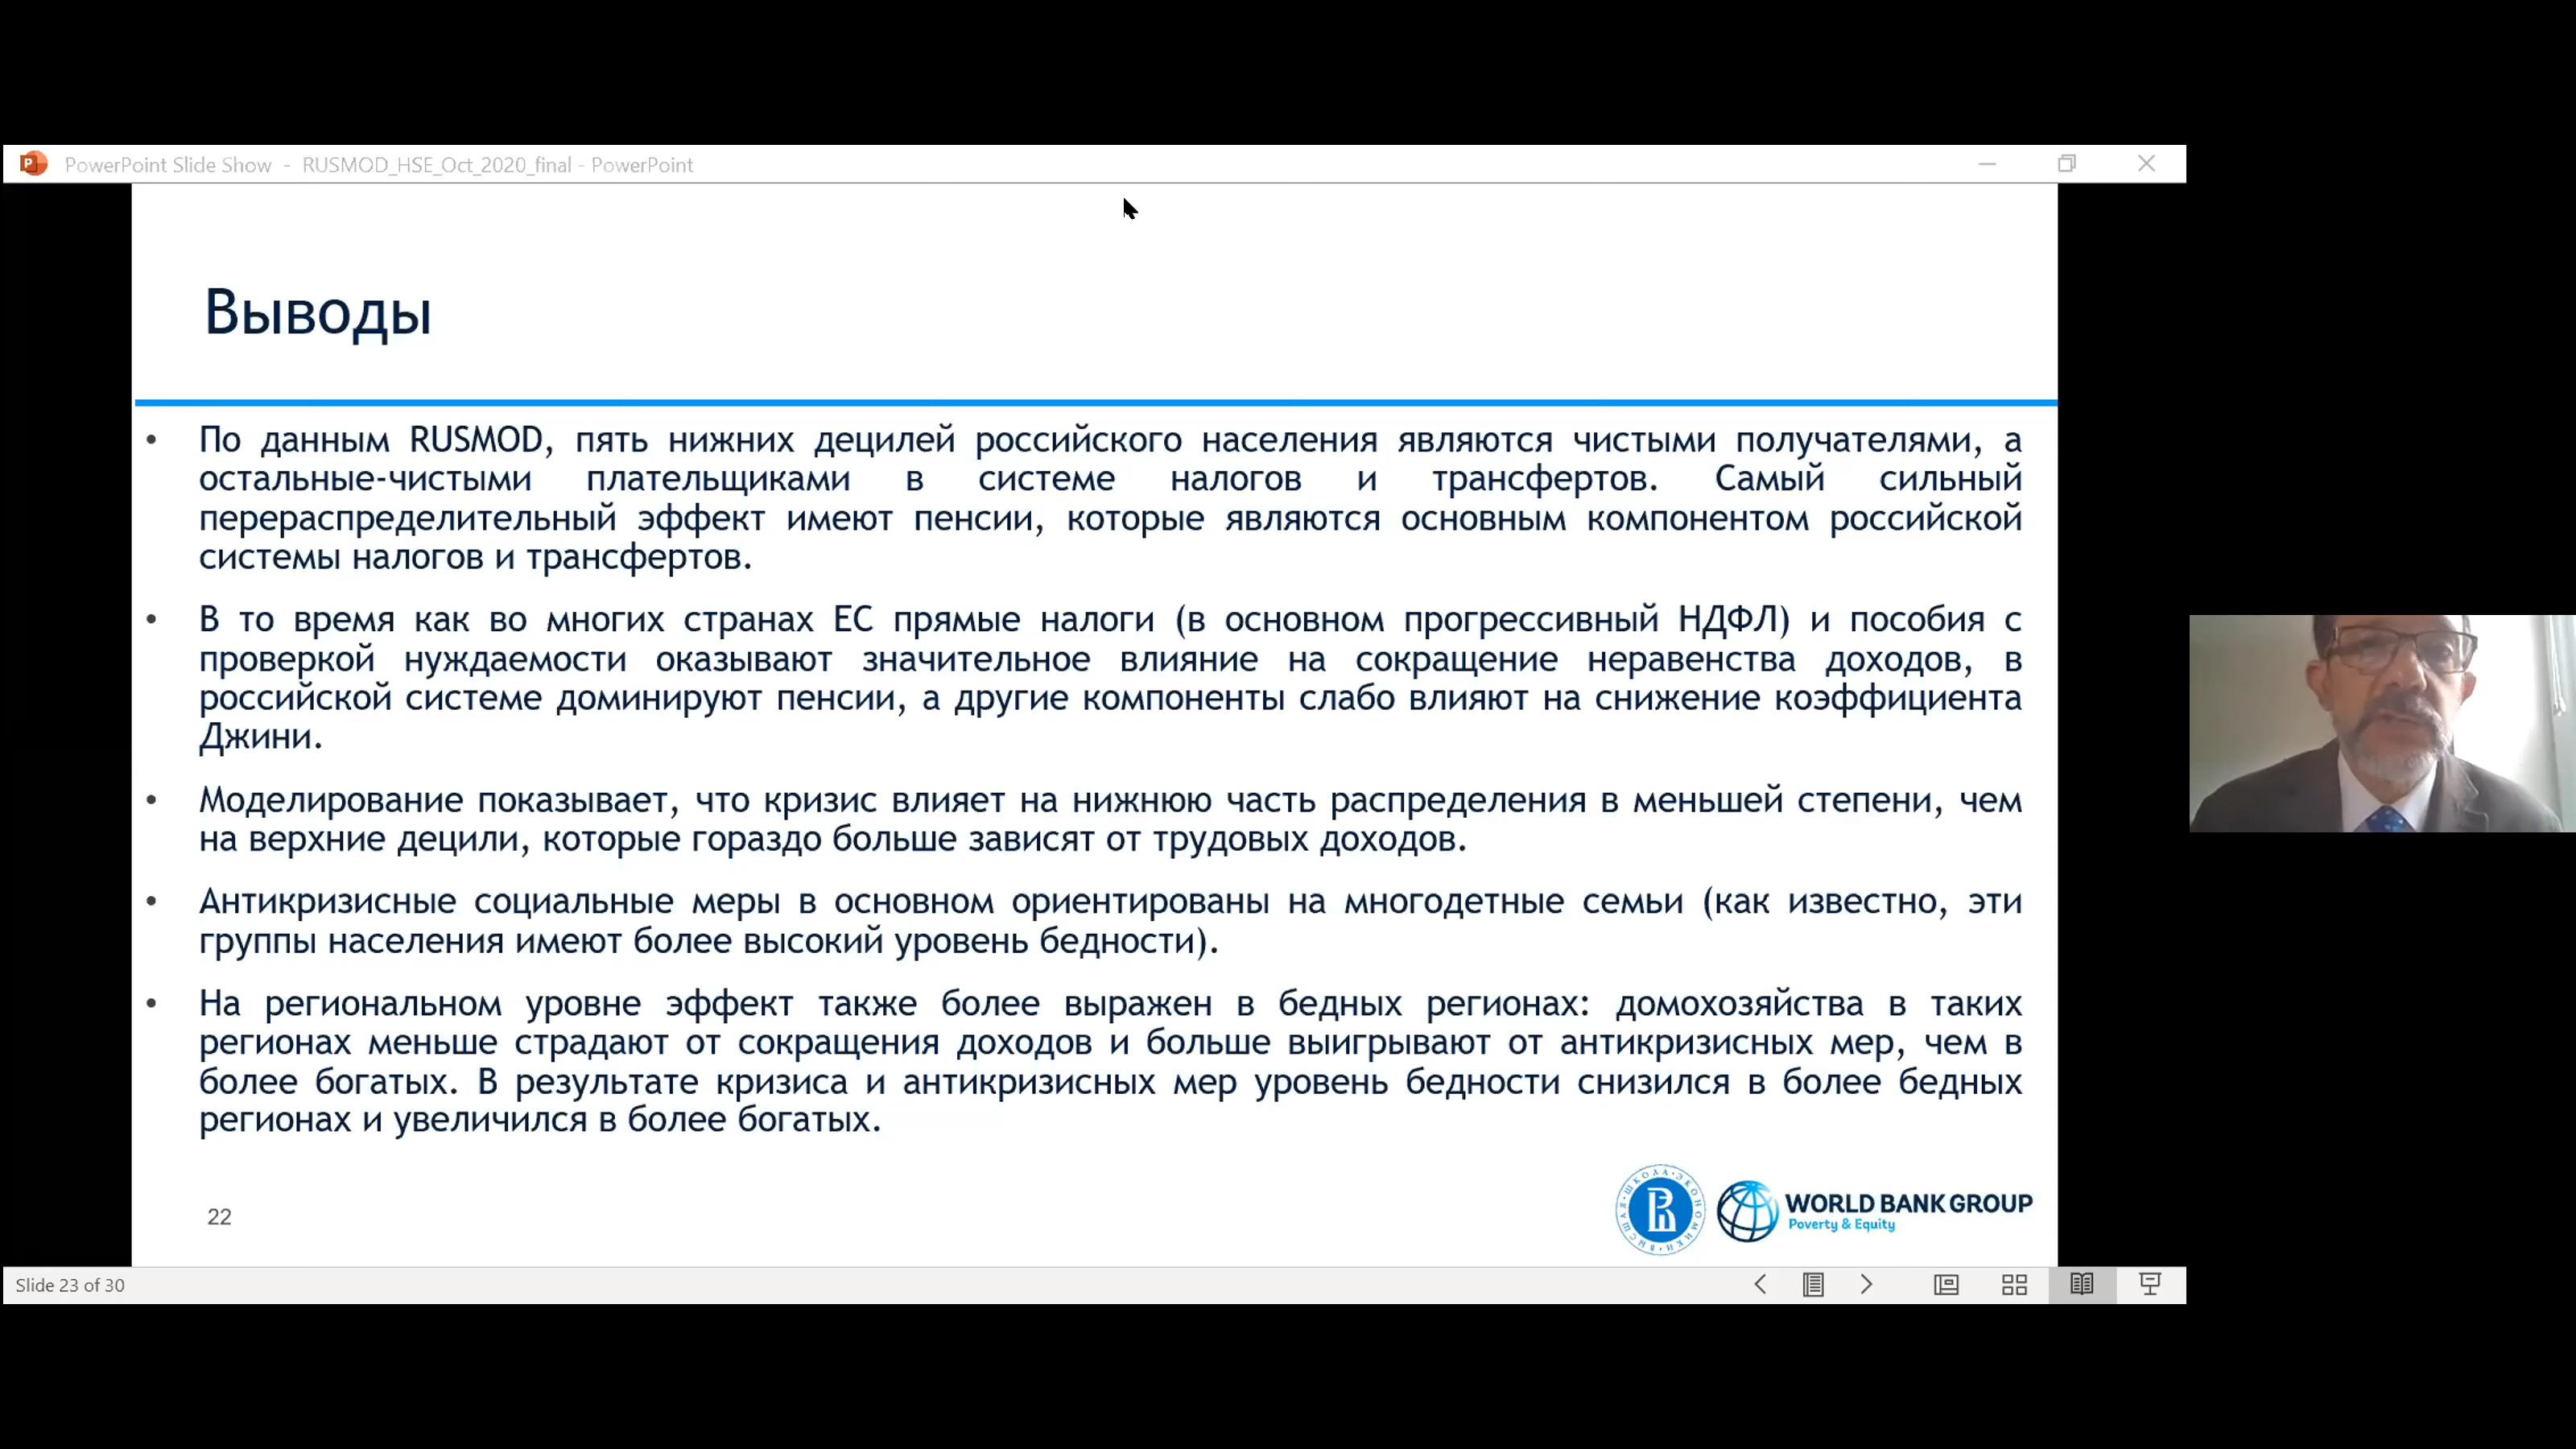 PowerPoint Slide Show - RUSMOD_HSE_Oct_2020_final - PowerPoint
Выводы
• По данным RUSMOD, пять нижних децилей российского населения являются чистыми получателями, а
остальные-чистыми плательщиками в системе налогов и трансфертов. Самый сильный
перераспределительный эффект имеют пенсии, которые являются основным компонентом российской
системы налогов и трансфертов.
• В то время как во многих странах ЕС прямые налоги (в основном прогрессивный НДФЛ) и пособия с
проверкой нуждаемости оказывают значительное влияние на сокращение неравенства доходов, в
российской системе доминируют пенсии, а другие компоненты слабо влияют на снижение коэффициента
Джини.
• Моделирование показывает, что кризис влияет на нижнюю часть распределения в меньшей степени, чем
на верхние децили, которые гораздо больше зависят от трудовых доходов.
• Антикризисные социальные меры в основном ориентированы на многодетные семьи (как известно, эти
группы населения имеют более высокий уровень бедности).
• На региональном уровне эффект также более выражен в бедных регионах: домохозяйства в таких
регионах меньше страдают от сокращения доходов и больше выигрывают от антикризисных мер, чем в
более богатых. В результате кризиса и антикризисных мер уровень бедности снизился в более бедных
регионах и увеличился в более богатых.
22
ВЫСШАЯ ШКОЛА ЭКОНОМИКИ
WORLD BANK GROUP
Poverty & Equity
Slide 23 of 30